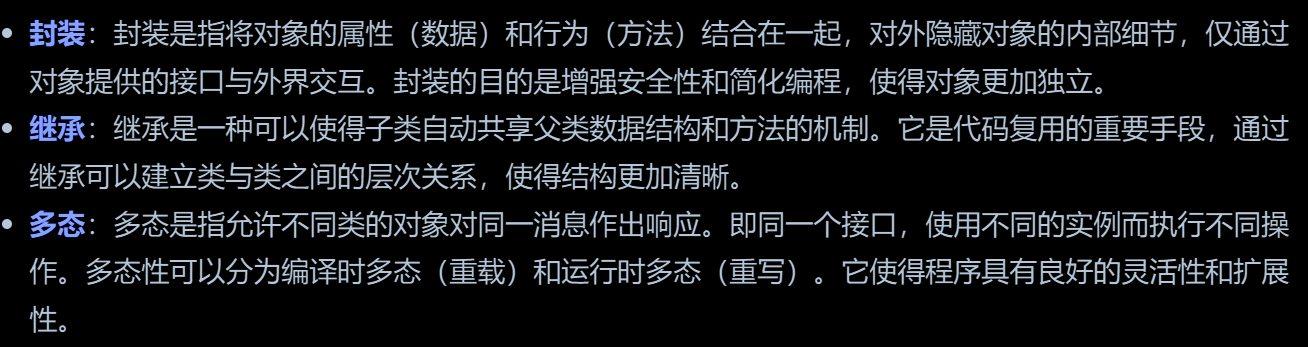 • 封装：封装是指将对象的属性（数据）和行为（方法）结合在一起，对外隐藏对象的内部细节，仅通过
对象提供的接口与外界交互。封装的目的是增强安全性和简化编程，使得对象更加独立。
• 继承：继承是一种可以使得子类自动共享父类数据结构和方法的机制。它是代码复用的重要手段，通过
继承可以建立类与类之间的层次关系，使得结构更加清晰。
• 多态：多态是指允许不同类的对象对同一消息作出响应。即同一个接口，使用不同的实例而执行不同操
作。多态性可以分为编译时多态（重载）和运行时多态（重写）。它使得程序具有良好的灵活性和扩展
性。